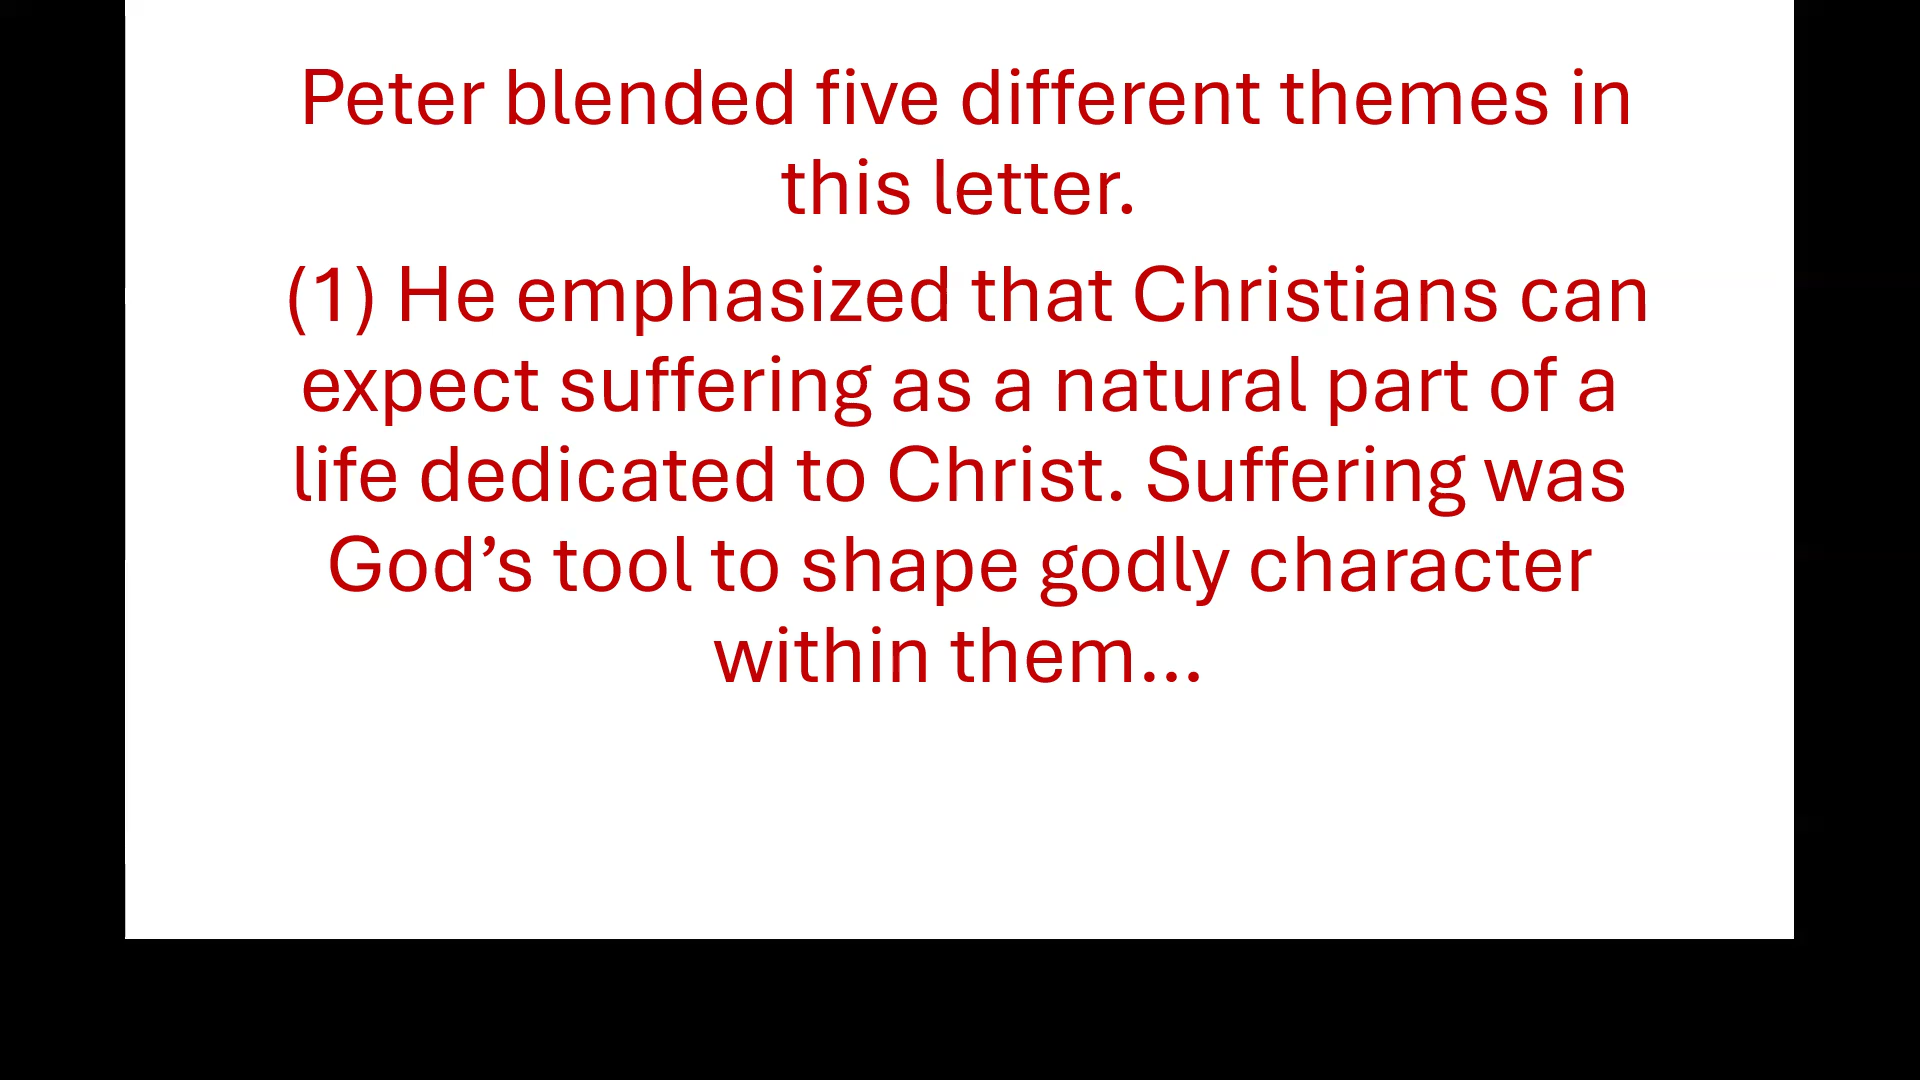 Peter blended five different themes in
this letter.
(1) He emphasized that Christians can
expect suffering as a natural part of a
life dedicated to Christ. Suffering was
God’s tool to shape godly character
within them…